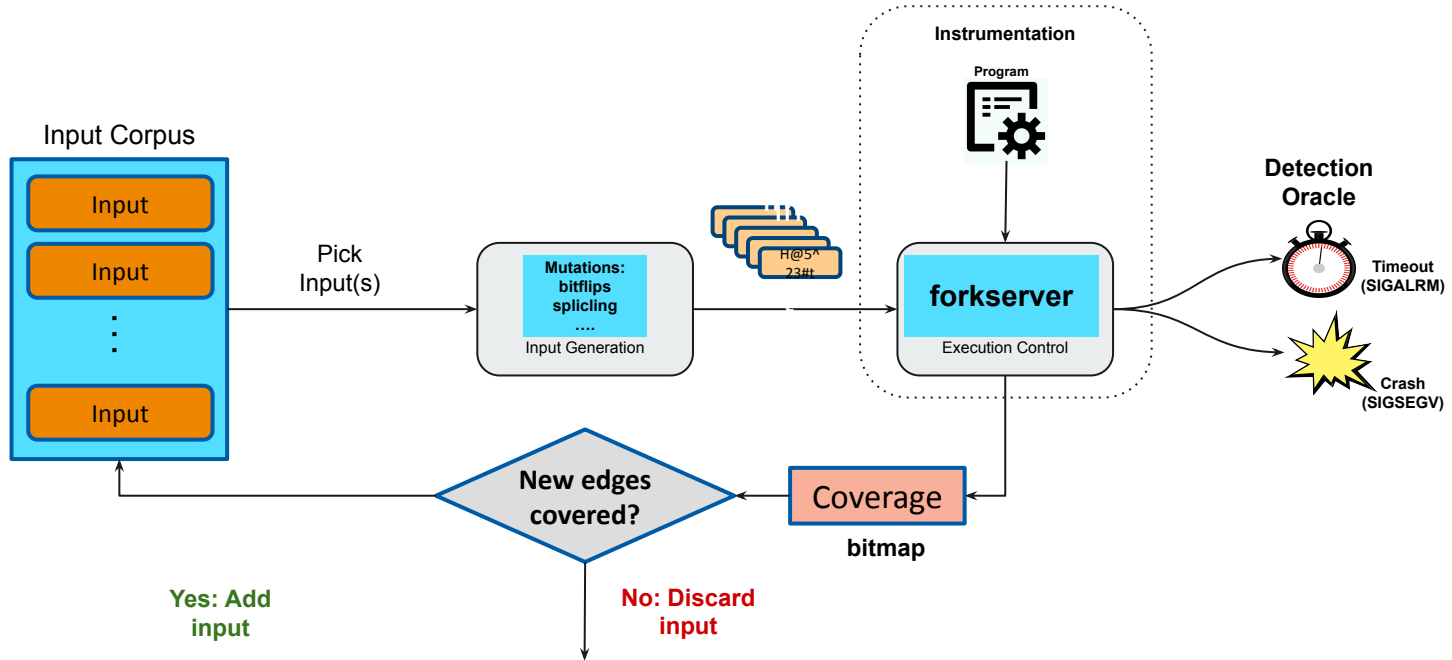 Instrumentation
Program
Input Corpus
Input
Input
Input
Pick
Input(s)
Mutations:
bitflips
splicling
....
Input Generation
H@5^
23#t
forkserver
Execution Control
Detection
Oracle
Timeout
(SIGALRM)
Crash
(SIGSEGV)
New edges
covered?
Coverage
bitmap
Yes: Add
input
No: Discard
input